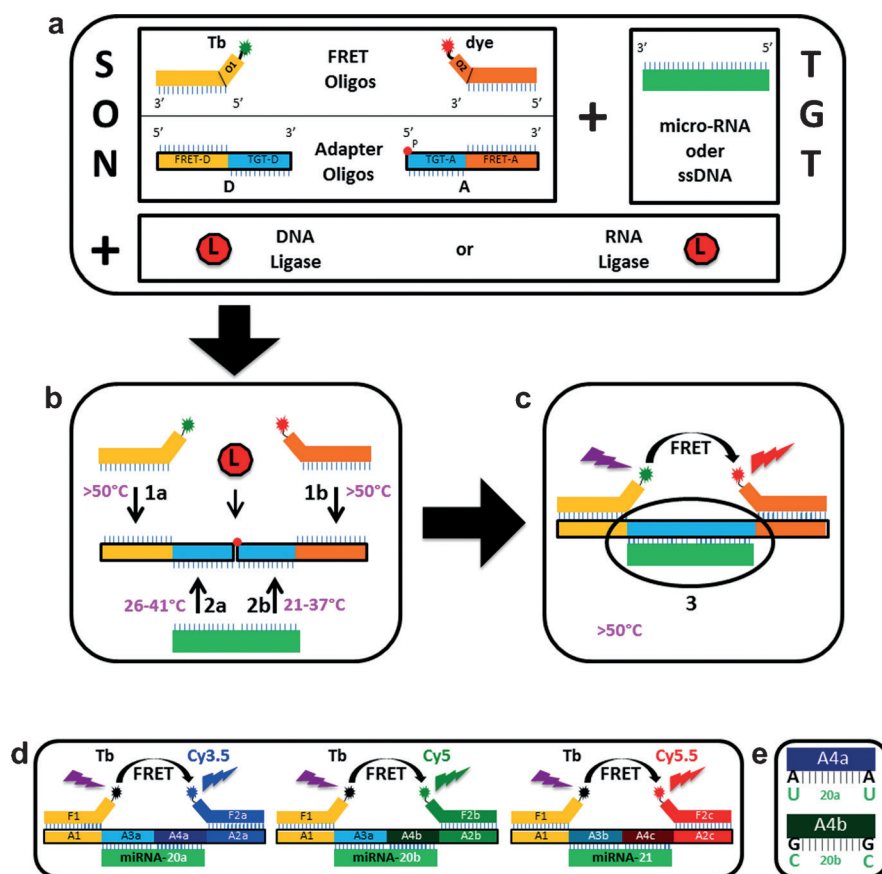 a
S
O
N
Tb
O1
FRET
Oligos
dye
O2
3’ 5’ 3’ 5’
5’ 3’
FRET-D TGT-D
D
Adapter
Oligos
5’ 3’
P
TGT-A FRET-A
A
+
3’ 5’
micro-RNA
oder
ssDNA
T
G
T
+
L
DNA
Ligase
or
RNA
Ligase
L
b
L
>50°C 1a
1b >50°C
26-41°C 2a
2b 21-37°C
c
FRET
3
>50°C
d
Tb Cy3.5
FRET
F1 F2a
A1 A3a A4a A2a
miRNA-20a
Tb Cy5
FRET
F1 F2b
A1 A3a A4b A2b
miRNA-20b
Tb Cy5.5
FRET
F1 F2c
A1 A3b A4c A2c
miRNA-21
e
A4a
A A
U 20a U
A4b
G G
C 20b C